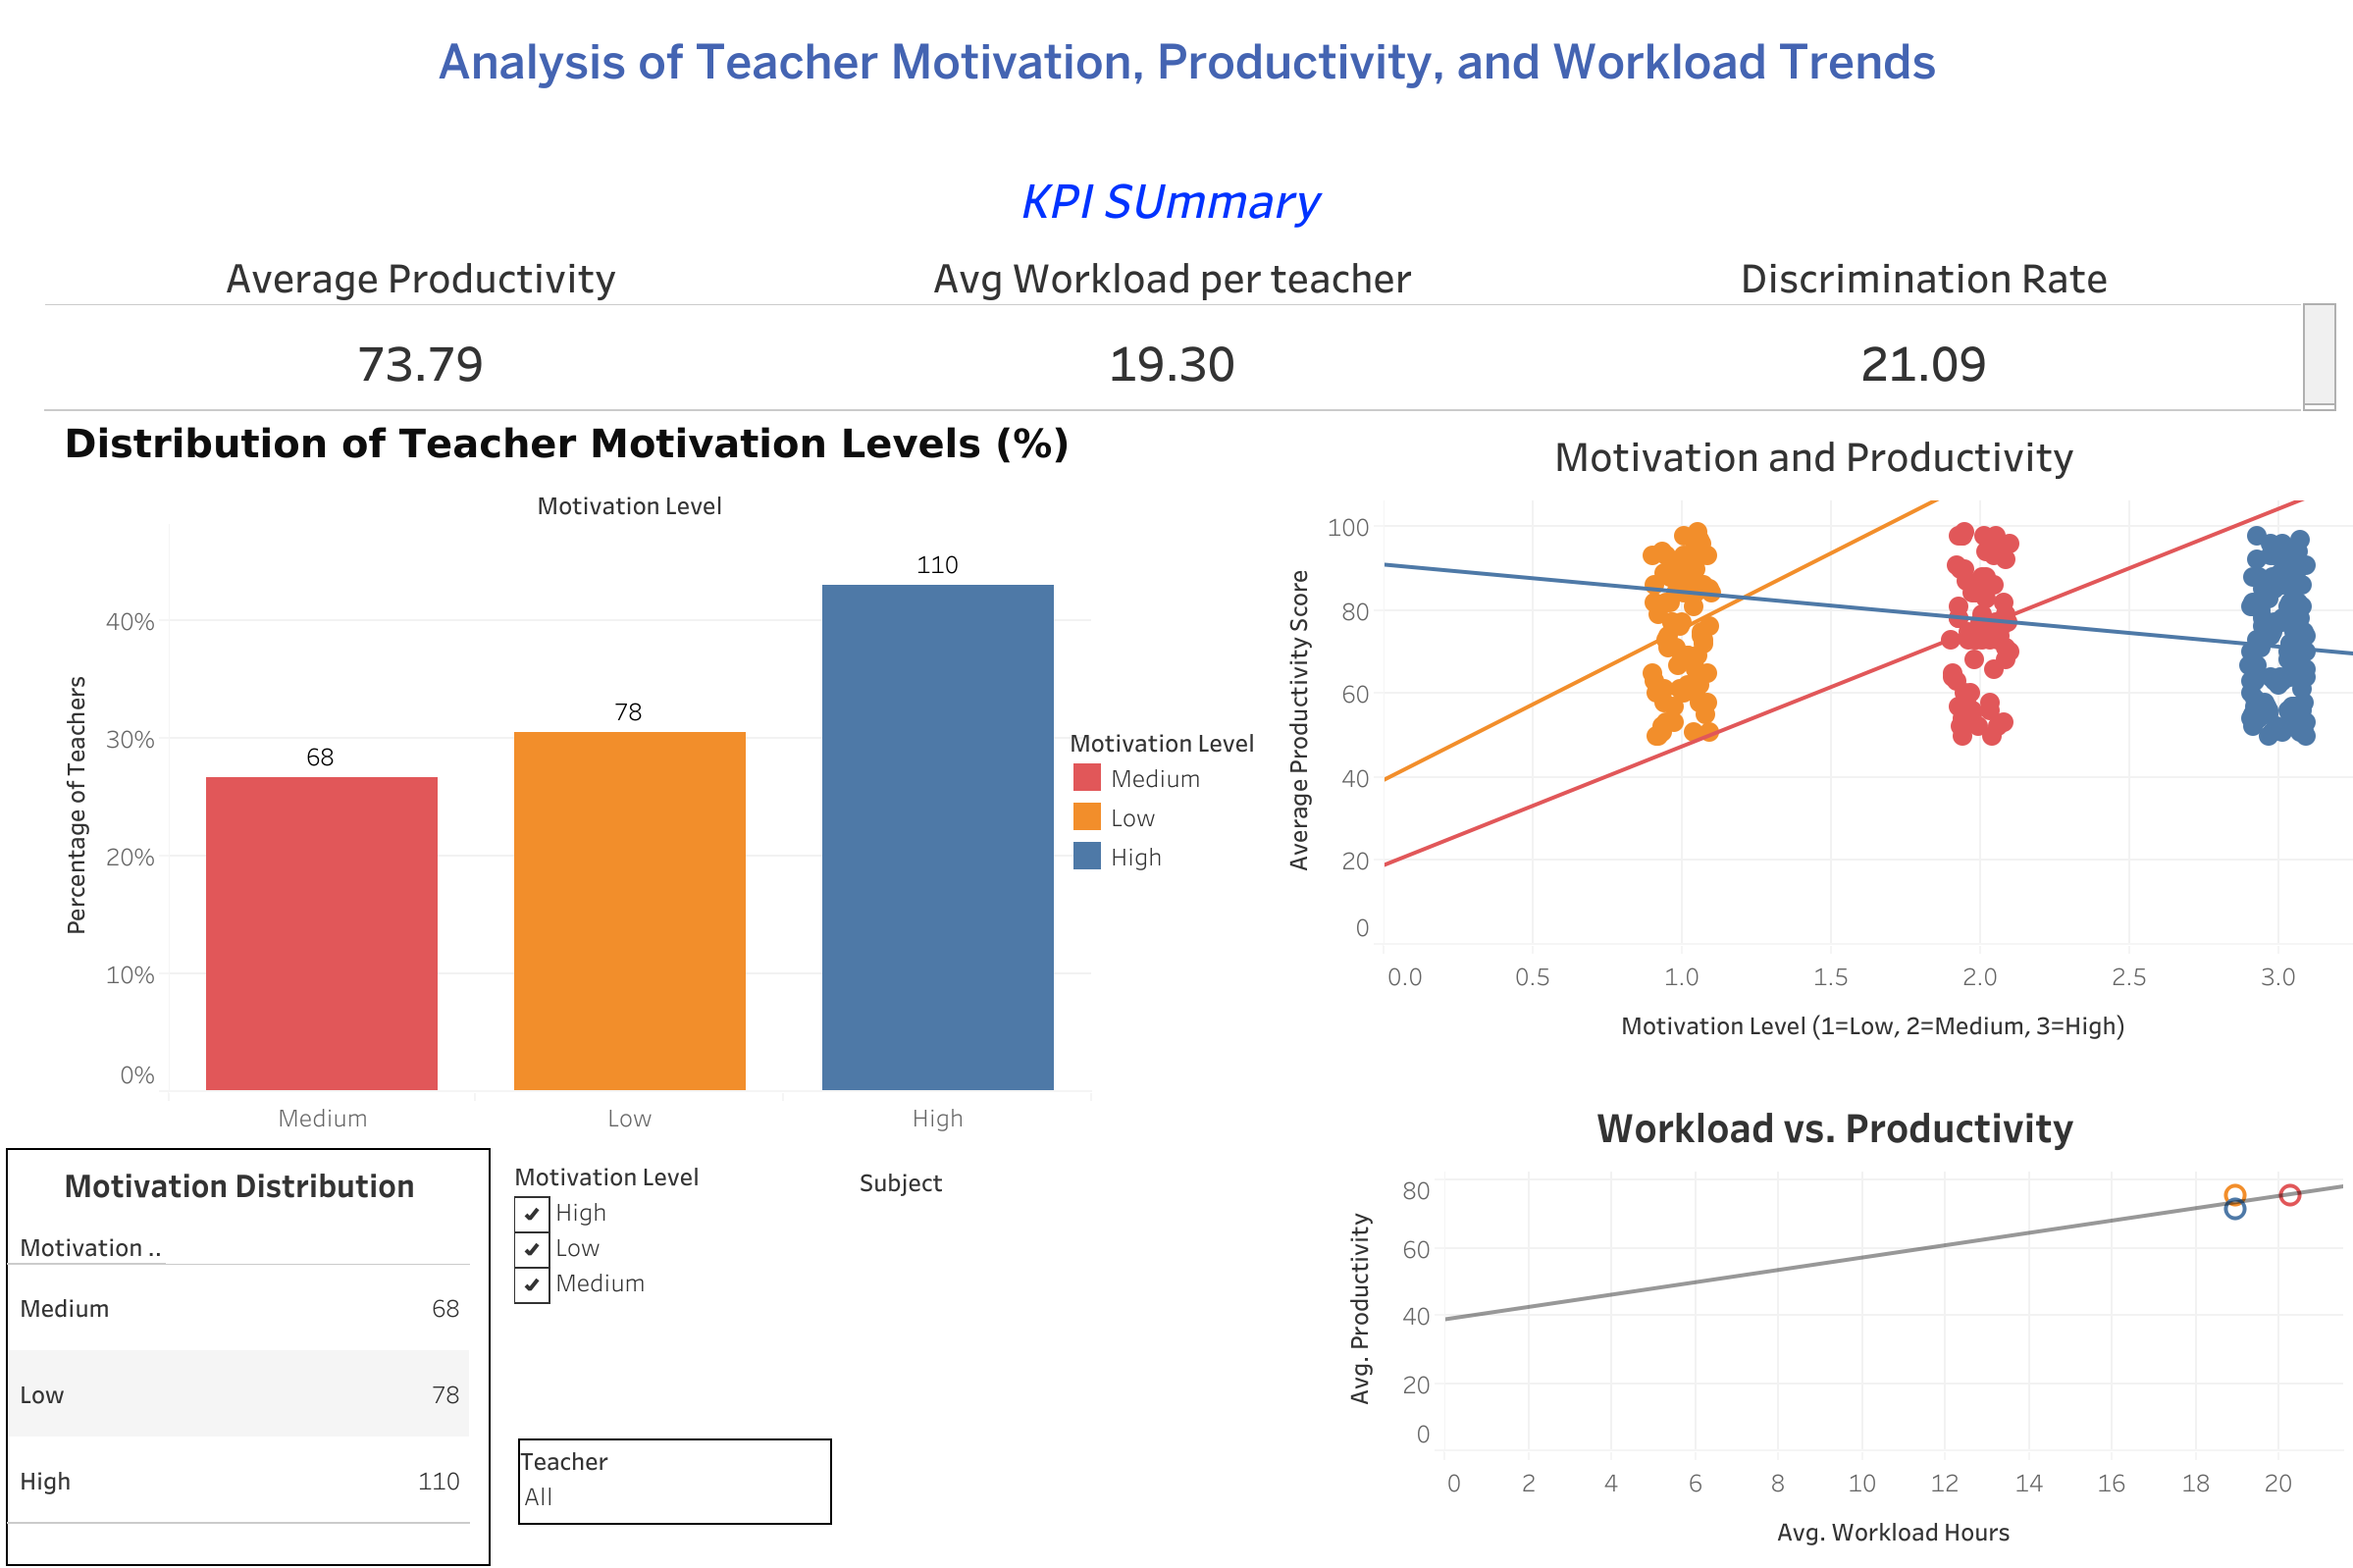 Analysis of Teacher Motivation, Productivity, and Workload Trends
KPI SUmmary
Average Productivity
Avg Workload per teacher
Discrimination Rate
73.79
19.30
21.09
Distribution of Teacher Motivation Levels (%)
Motivation Level
Percentage of Teachers
40%
30%
20%
10%
0%
68
78
110
Medium
Low
High
Motivation Level
Medium
Low
High
Motivation and Productivity
Average Productivity Score
100
80
60
40
20
0
0.0
0.5
1.0
1.5
2.0
2.5
3.0
Motivation Level (1=Low, 2=Medium, 3=High)
Motivation Distribution
Motivation ..
Medium 68
Low 78
High 110
Motivation Level
High
Low
Medium
Subject
Teacher
All
Workload vs. Productivity
Avg. Productivity
80
60
40
20
0
0
2
4
6
8
10
12
14
16
18
20
Avg. Workload Hours